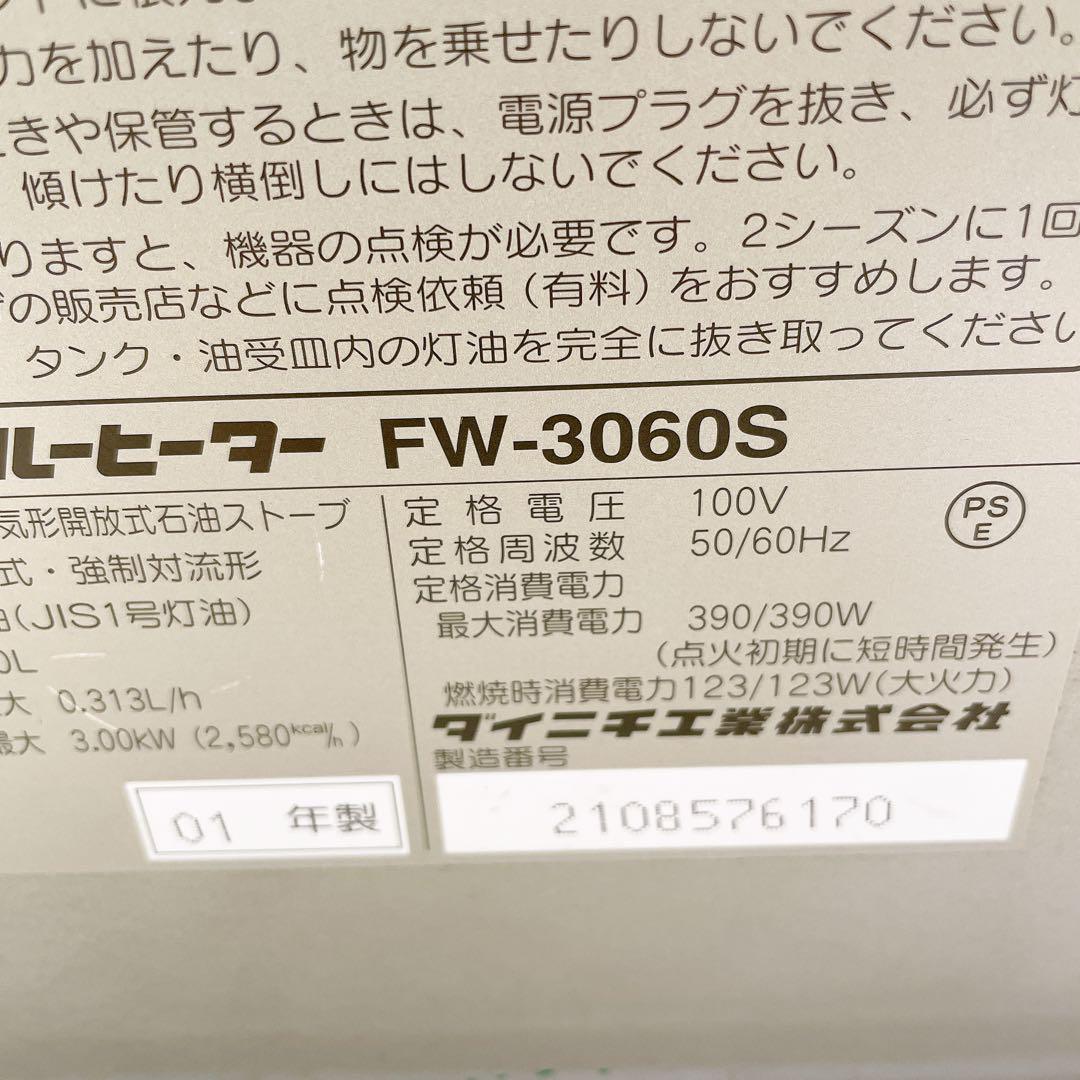 力を加えたり、物を乗せたりしないでください。
きや保管するときは、電源プラグを抜き、必ず灯
傾けたり横倒しにはしないでください。
りますと、機器の点検が必要です。2シーズンに1回
の販売店などに点検依頼（有料）をおすすめします。
タンク・油受皿内の灯油を完全に抜き取ってください
ルーヒーター FW-3060S
気形開放式石油ストーブ
式・強制対流形
油(JIS1号灯油)
0L
大 0.313L/h
最大 3.00kW (2,580kcal/h)
01 年製
定格電圧 100V
定格周波数 50/60Hz
定格消費電力
最大消費電力 390/390W
(点火初期に短時間発生)
燃焼時消費電力123/123W(大火力)
ダイニチ工業株式会社
製造番号
2108576170
PS
E